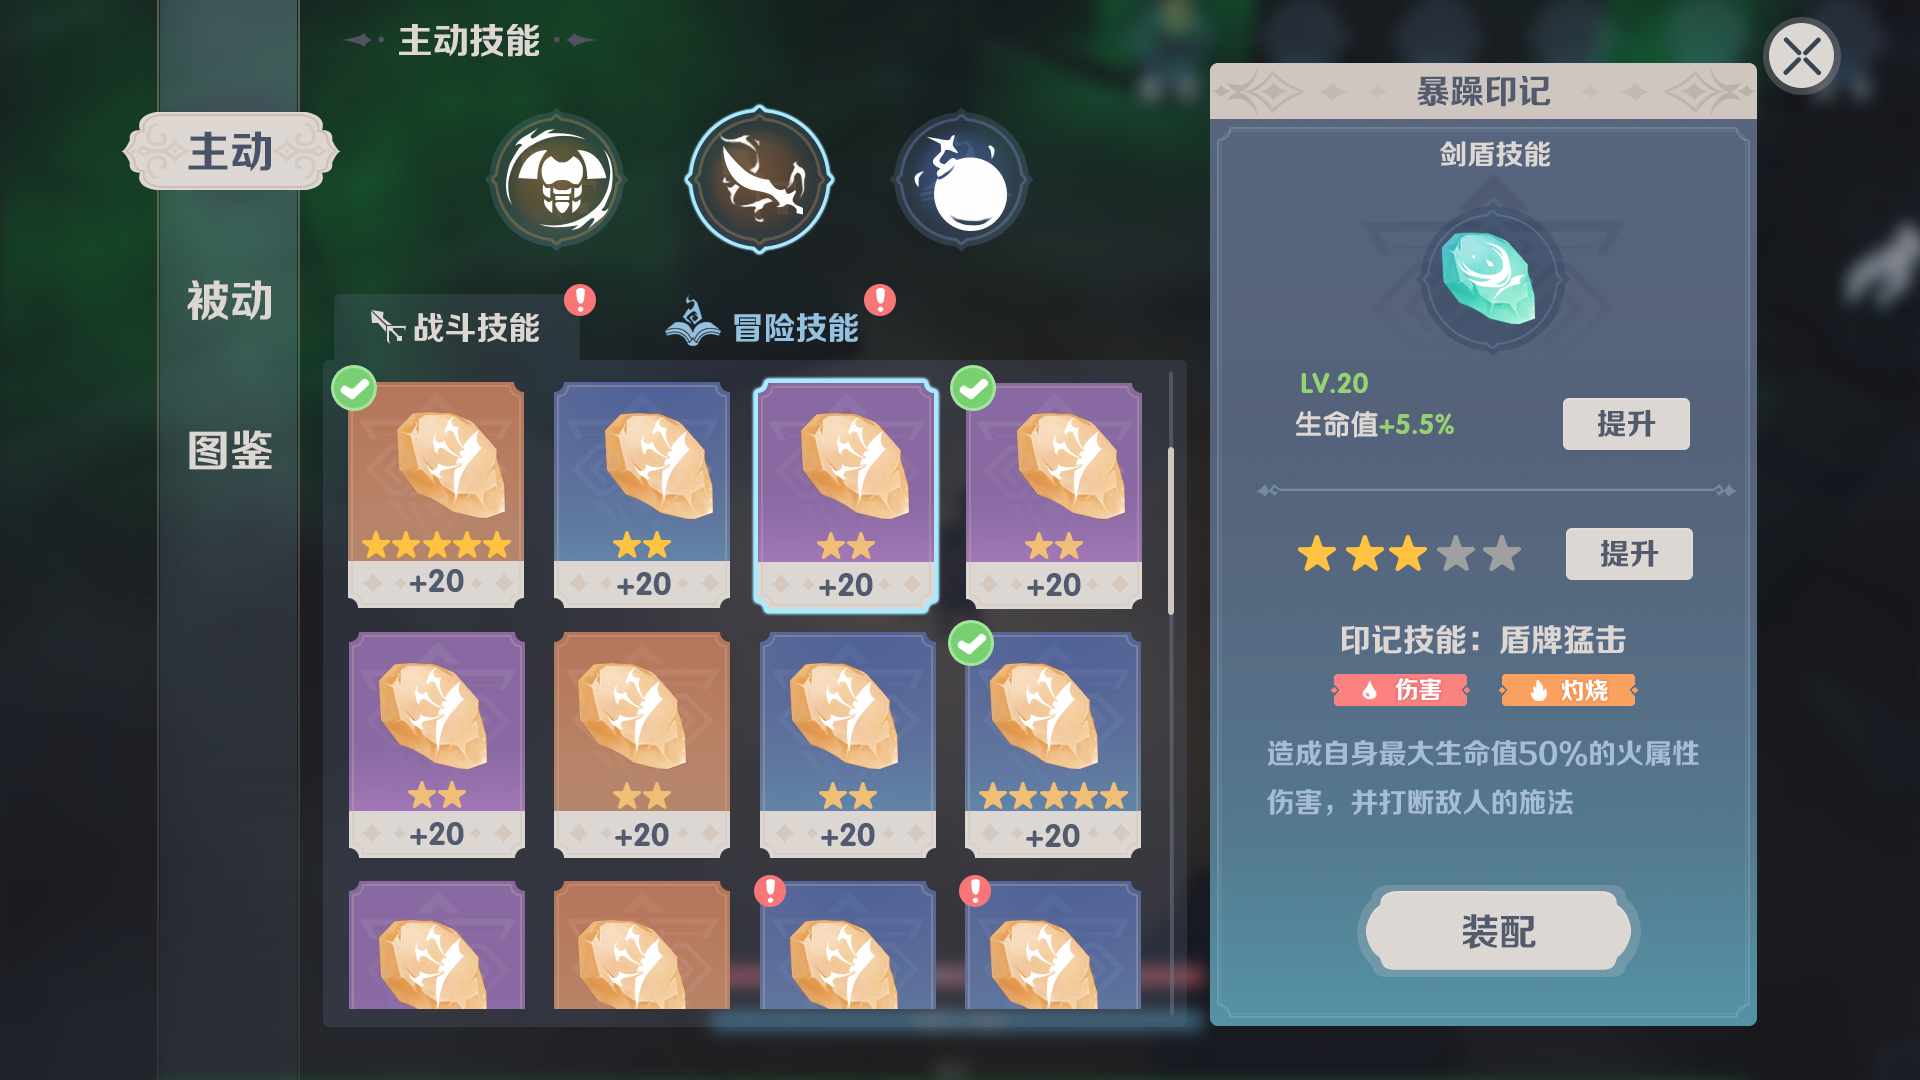 主动技能
主动
被动
图鉴
战斗技能
冒险技能
+20
+20
+20
+20
+20
+20
+20
+20
暴躁印记
剑盾技能
LV.20
生命值+5.5%
提升
提升
印记技能：盾牌猛击
伤害
灼烧
造成自身最大生命值50%的火属性
伤害，并打断敌人的施法
装配